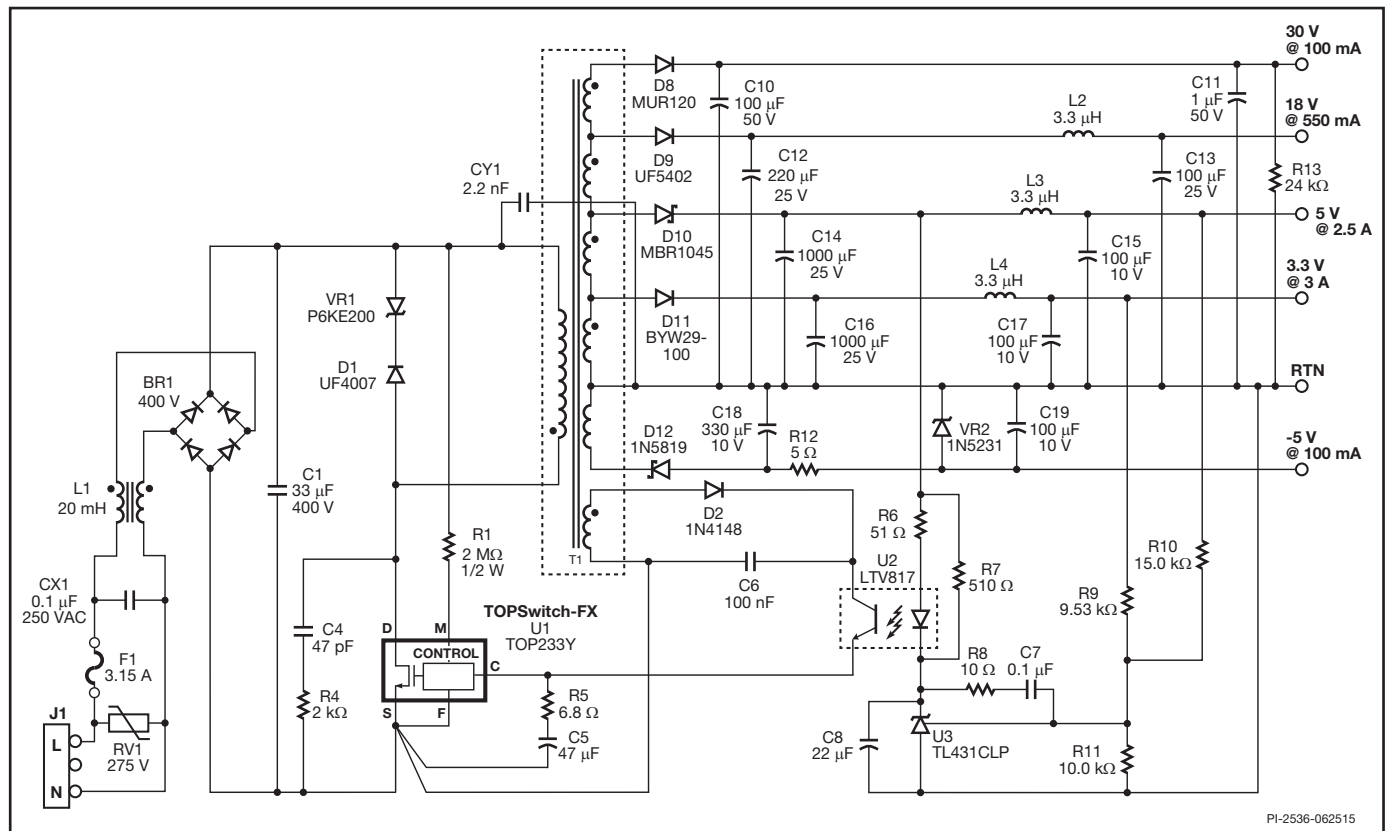 30 V
@ 100 mA
D8
MUR120
C10
100 µF
50 V
C11
1 µF
50 V
L2
3.3 µH
18 V
@ 550 mA
D9
UF5402
C12
220 µF
25 V
C13
100 µF
25 V
R13
24 kΩ
CY1
2.2 nF
L3
3.3 µH
5 V
@ 2.5 A
D10
MBR1045
C14
1000 µF
25 V
C15
100 µF
10 V
L4
3.3 µH
3.3 V
@ 3 A
VR1
P6KE200
D11
BYW29-
100
C16
1000 µF
25 V
C17
100 µF
10 V
D1
UF4007
BR1
400 V
RTN
C18
330 µF
10 V
R12
5 Ω
VR2
1N5231
C19
100 µF
10 V
D12
1N5819
-5 V
@ 100 mA
L1
20 mH
C1
33 µF
400 V
D2
1N4148
R1
2 MΩ
1/2 W
T1
R6
51 Ω
U2
LTV817
R7
510 Ω
R10
15.0 kΩ
R9
9.53 kΩ
C6
100 nF
CX1
0.1 µF
250 VAC
C4
47 pF
TOPSwitch-FX
U1
TOP233Y
D
M
CONTROL
C
S
F
F1
3.15 A
R8
10 Ω
C7
0.1 µF
R4
2 kΩ
R5
6.8 Ω
C5
47 µF
J1
L
N
RV1
275 V
C8
22 µF
U3
TL431CLP
R11
10.0 kΩ
PI-2536-062515